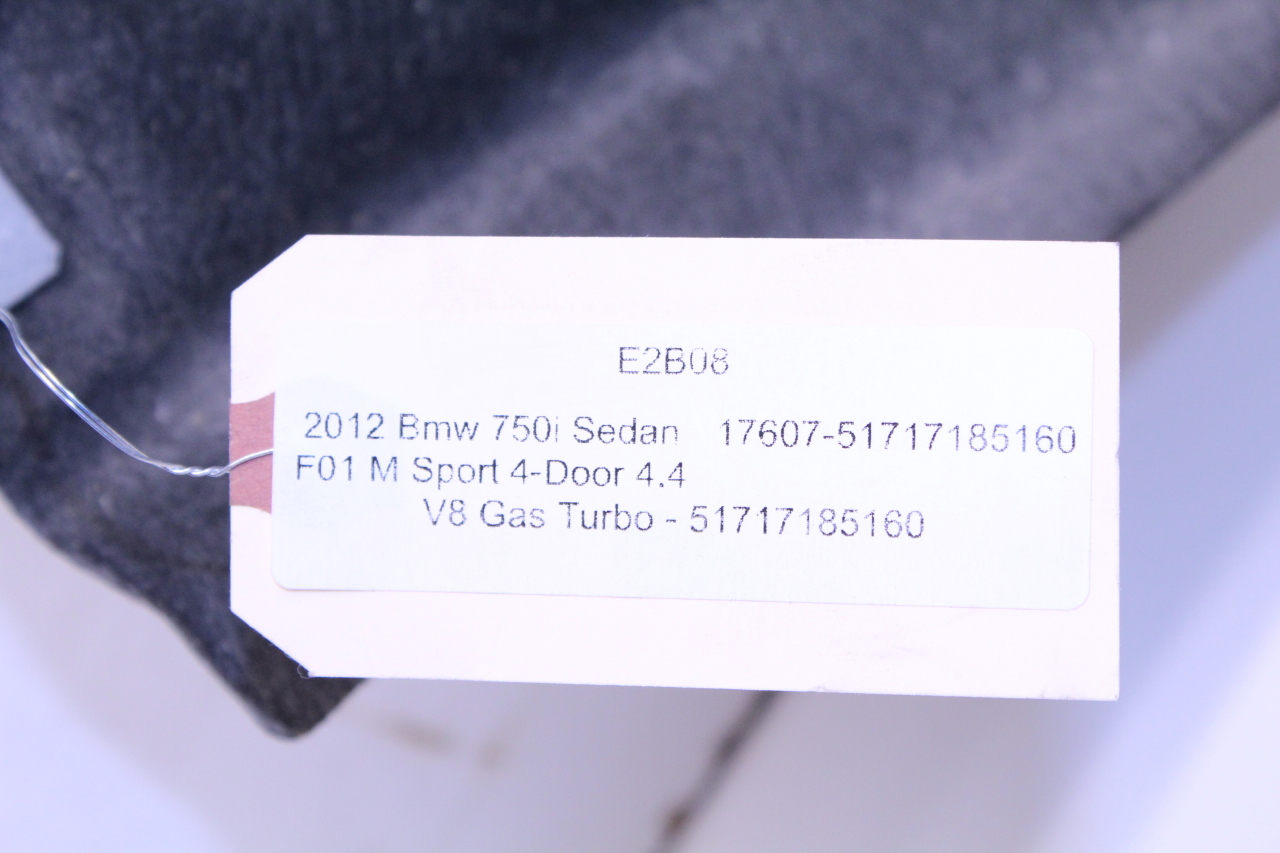 E2B08
2012 Bmw 750i Sedan 17607-51717185160
F01 M Sport 4-Door 4.4
V8 Gas Turbo - 51717185160